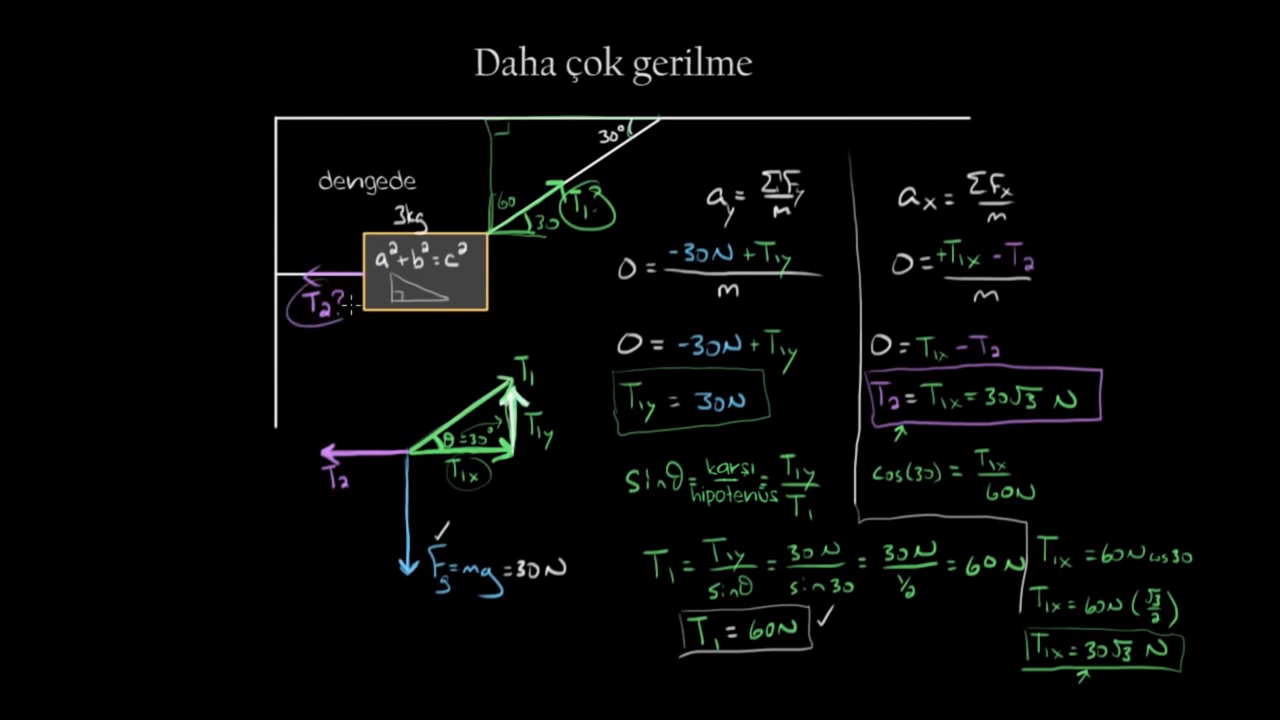 Daha çok gerilme
30°
dengede
60
30
T₁?
3kg
a²+b²=c²
T₂?
T₁
θ=30°
T₁y
T₁x
T₂
Fg=mg=30N
ay = ΣFy/m
0 = (-30N + T₁y)/m
0 = -30N + T₁y
T₁y = 30N
sinθ = karşı/hipotenüs = T₁y/T₁
T₁ = T₁y/sinθ = 30N/sin30 = 30N/½ = 60N
T₁ = 60N
ax = ΣFx/m
0 = (+T₁x - T₂)/m
0 = T₁x - T₂
T₂ = T₁x = 30√3 N
cos(30) = T₁x/60N
T₁x = 60N cos30
T₁x = 60N (√3/2)
T₁x = 30√3 N